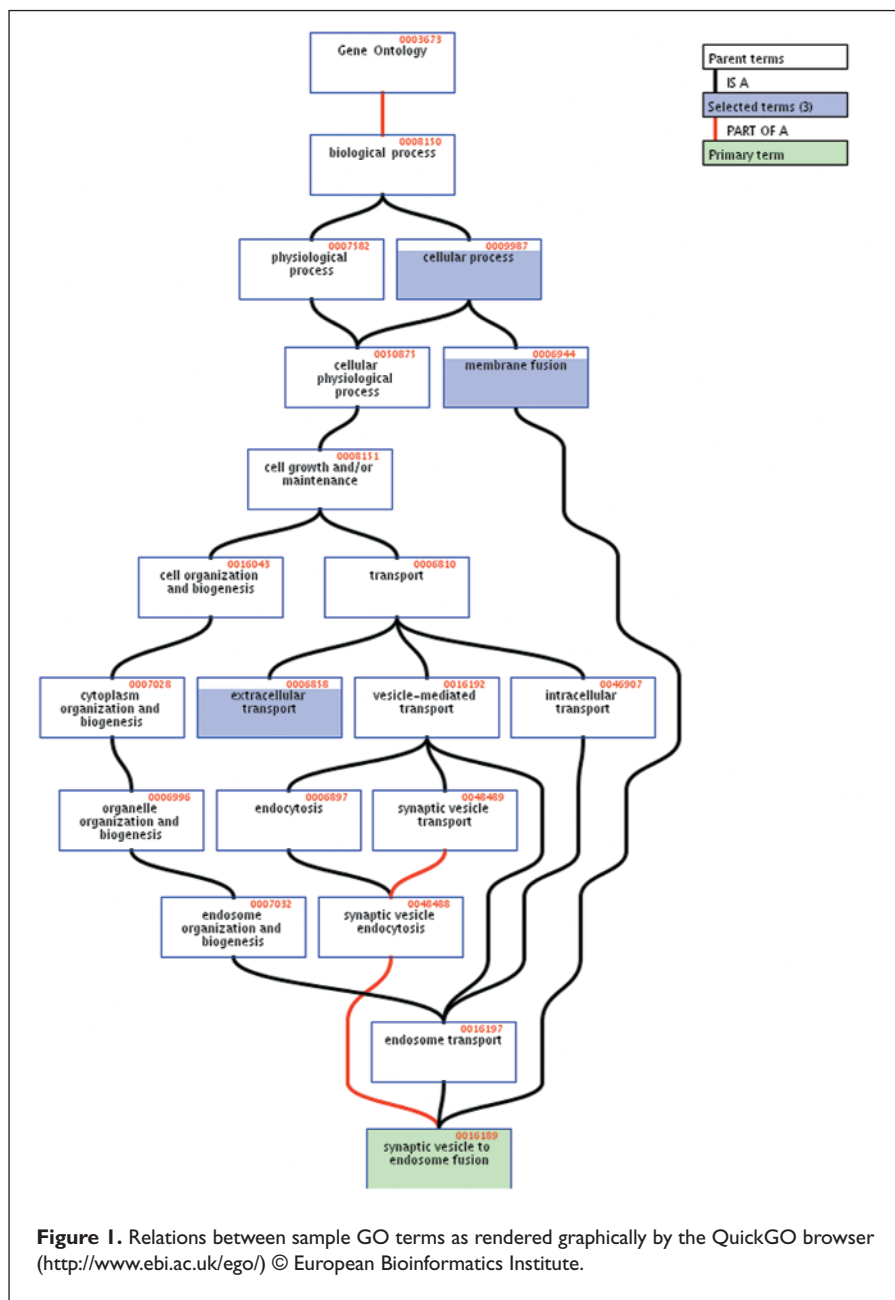 0003673
Gene Ontology
Parent terms
IS A
Selected terms (3)
PART OF A
Primary term
0008150
biological process
0007582
physiological
process
0009987
cellular process
0050875
cellular
physiological
process
0006944
membrane fusion
0008151
cell growth and/or
maintenance
0016043
cell organization
and biogenesis
0006810
transport
0007028
cytoplasm
organization and
biogenesis
0006858
extracellular
transport
0016192
vesicle-mediated
transport
0046907
intracellular
transport
0006996
organelle
organization and
biogenesis
0006897
endocytosis
0048489
synaptic vesicle
transport
0007032
endosome
organization and
biogenesis
0048488
synaptic vesicle
endocytosis
0016197
endosome transport
0016189
synaptic vesicle to
endosome fusion
Figure 1. Relations between sample GO terms as rendered graphically by the QuickGO browser
(http://www.ebi.ac.uk/ego/) © European Bioinformatics Institute.